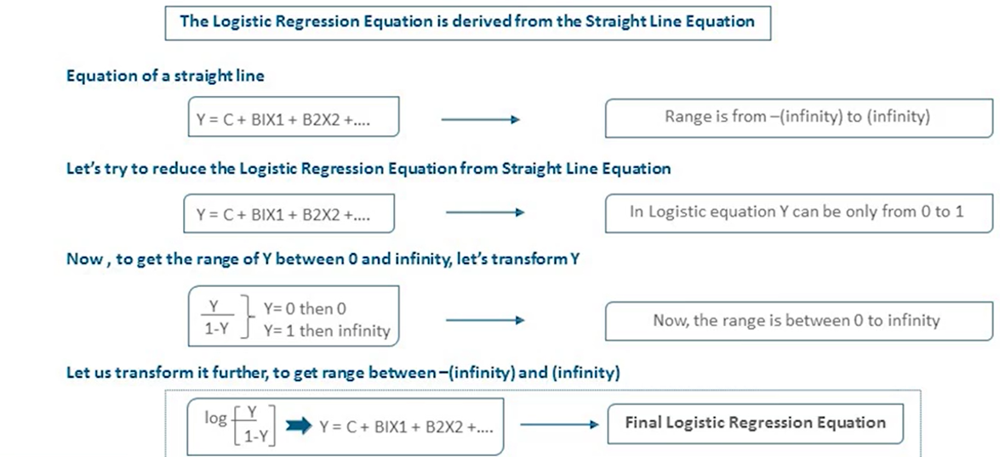 The Logistic Regression Equation is derived from the Straight Line Equation
Equation of a straight line
Y = C + BIX1 + B2X2 +....
Range is from –(infinity) to (infinity)
Let's try to reduce the Logistic Regression Equation from Straight Line Equation
Y = C + BIX1 + B2X2 +....
In Logistic equation Y can be only from 0 to 1
Now , to get the range of Y between 0 and infinity, let's transform Y
Y
1-Y
Y= 0 then 0
Y= 1 then infinity
Now, the range is between 0 to infinity
Let us transform it further, to get range between –(infinity) and (infinity)
log [ Y
1-Y ]
Y = C + BIX1 + B2X2 +....
Final Logistic Regression Equation